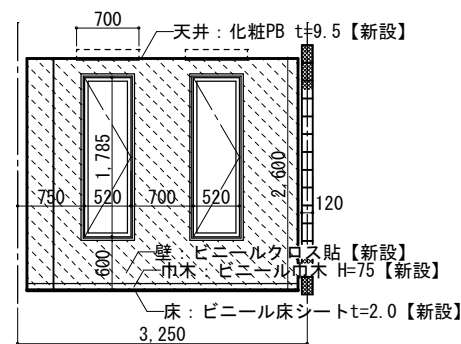 700
天井：化粧PB t=9.5【新設】
1,785
2,600
750 520 700 520
120
600
壁：ビニールクロス貼【新設】
巾木：ビニール巾木 H=75【新設】
床：ビニール床シートt=2.0【新設】
3,250